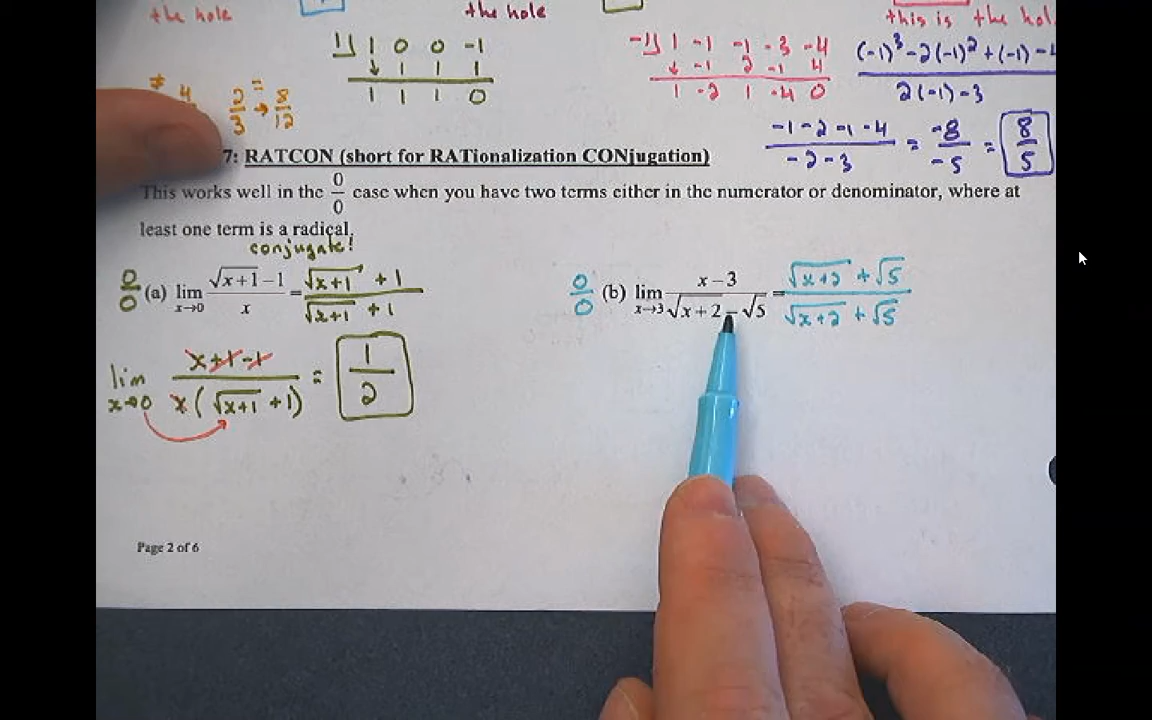 the hole
the hole
this is the hol
1⌋ 1 0 0 -1
↓ 1 1 1
1 1 1 0
-1⌋ 1 -1 -1 -3 -4
↓ -1 2 -1 4
1 -2 1 -4 0
(-1)³-2(-1)²+(-1)-4
2(-1)-3
-1-2-1-4 / -2-3 = -8/-5 = 8/5
4
2/3 → = 8/12
7: RATCON (short for RATionalization CONjugation)
This works well in the 0/0 case when you have two terms either in the numerator or denominator, where at
least one term is a radical.
conjugate!
0/0 (a) lim x→0 (√(x+1) - 1)/x = (√(x+1) + 1)/(√(x+1) + 1)
lim x→0 (x+1-1)/(x(√(x+1) + 1)) = 1/2
0/0 (b) lim x→3 (x-3)/(√(x+2) - √5) = (√(x+2) + √5)/(√(x+2) + √5)
Page 2 of 6